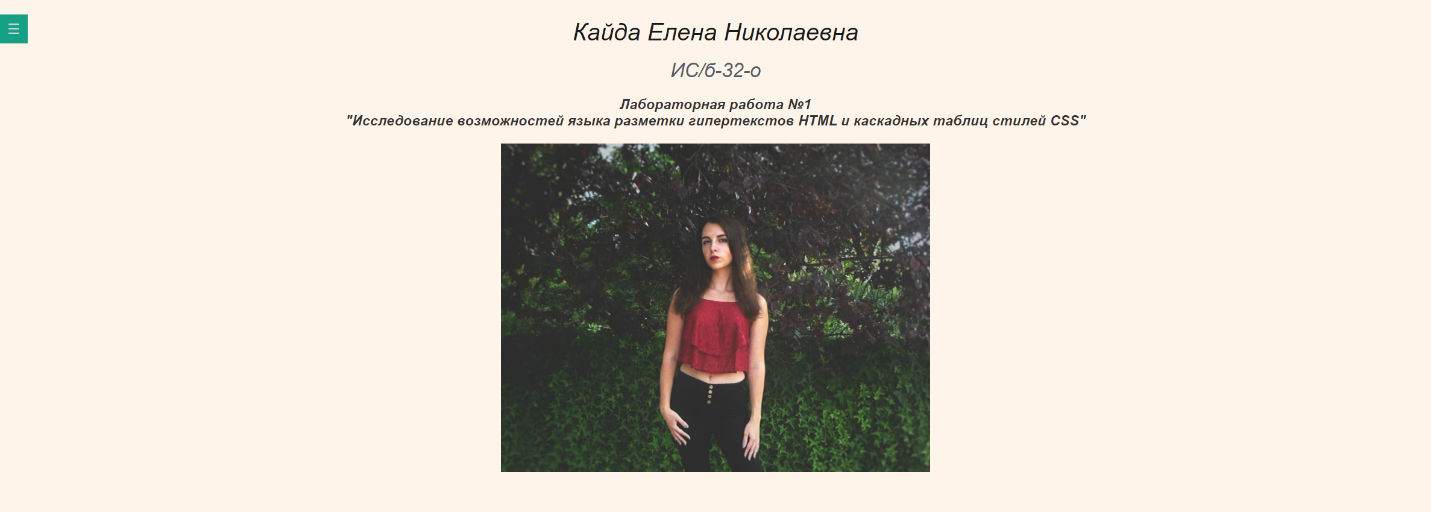 Кайда Елена Николаевна
ИС/б-32-о
Лабораторная работа №1
"Исследование возможностей языка разметки гипертекстов HTML и каскадных таблиц стилей CSS"